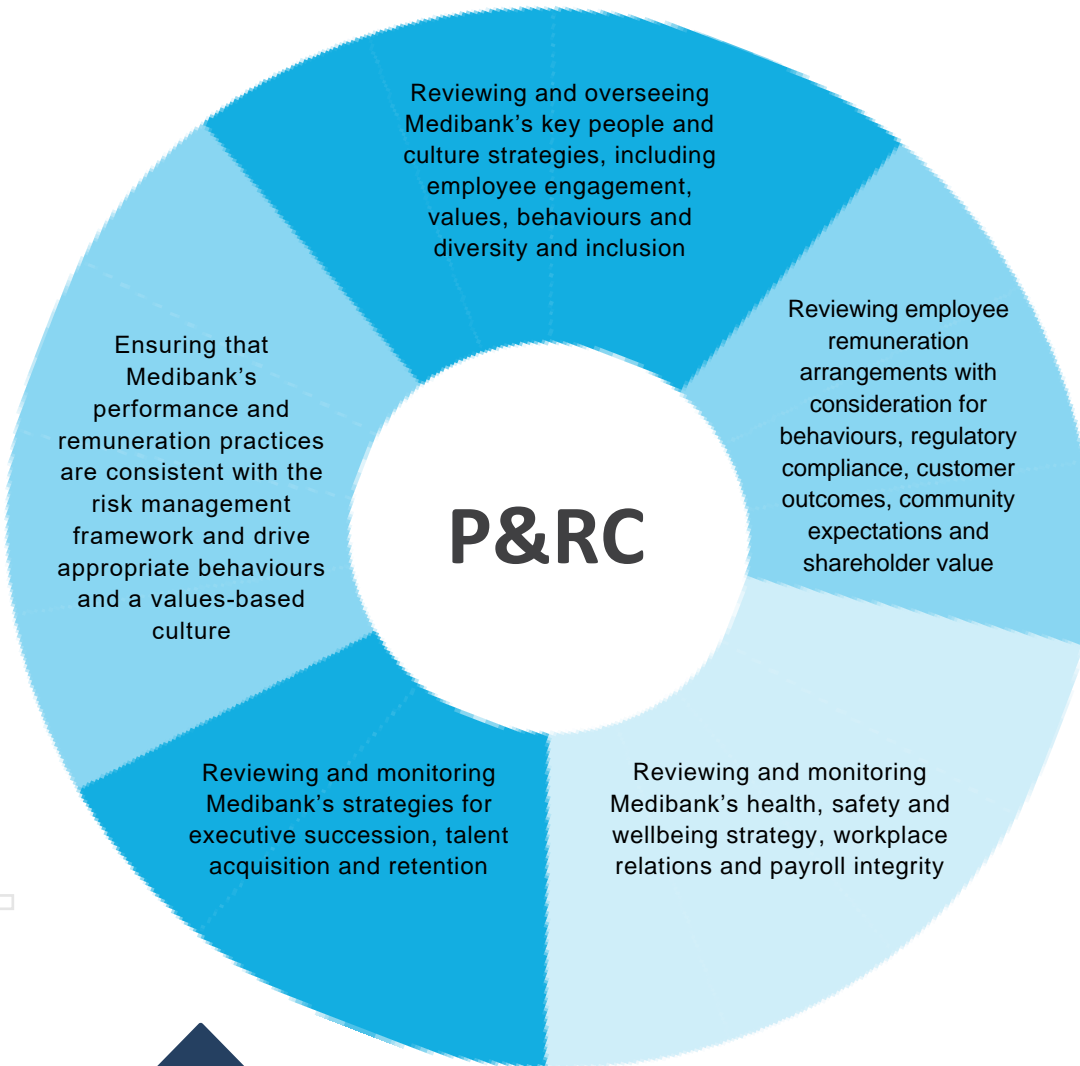 Reviewing and overseeing
Medibank’s key people and
culture strategies, including
employee engagement,
values, behaviours and
diversity and inclusion
Reviewing employee
remuneration
arrangements with
consideration for
behaviours, regulatory
compliance, customer
outcomes, community
expectations and
shareholder value
Ensuring that
Medibank’s
performance and
remuneration practices
are consistent with the
risk management
framework and drive
appropriate behaviours
and a values-based
culture
P&RC
Reviewing and monitoring
Medibank’s strategies for
executive succession, talent
acquisition and retention
Reviewing and monitoring
Medibank’s health, safety and
wellbeing strategy, workplace
relations and payroll integrity